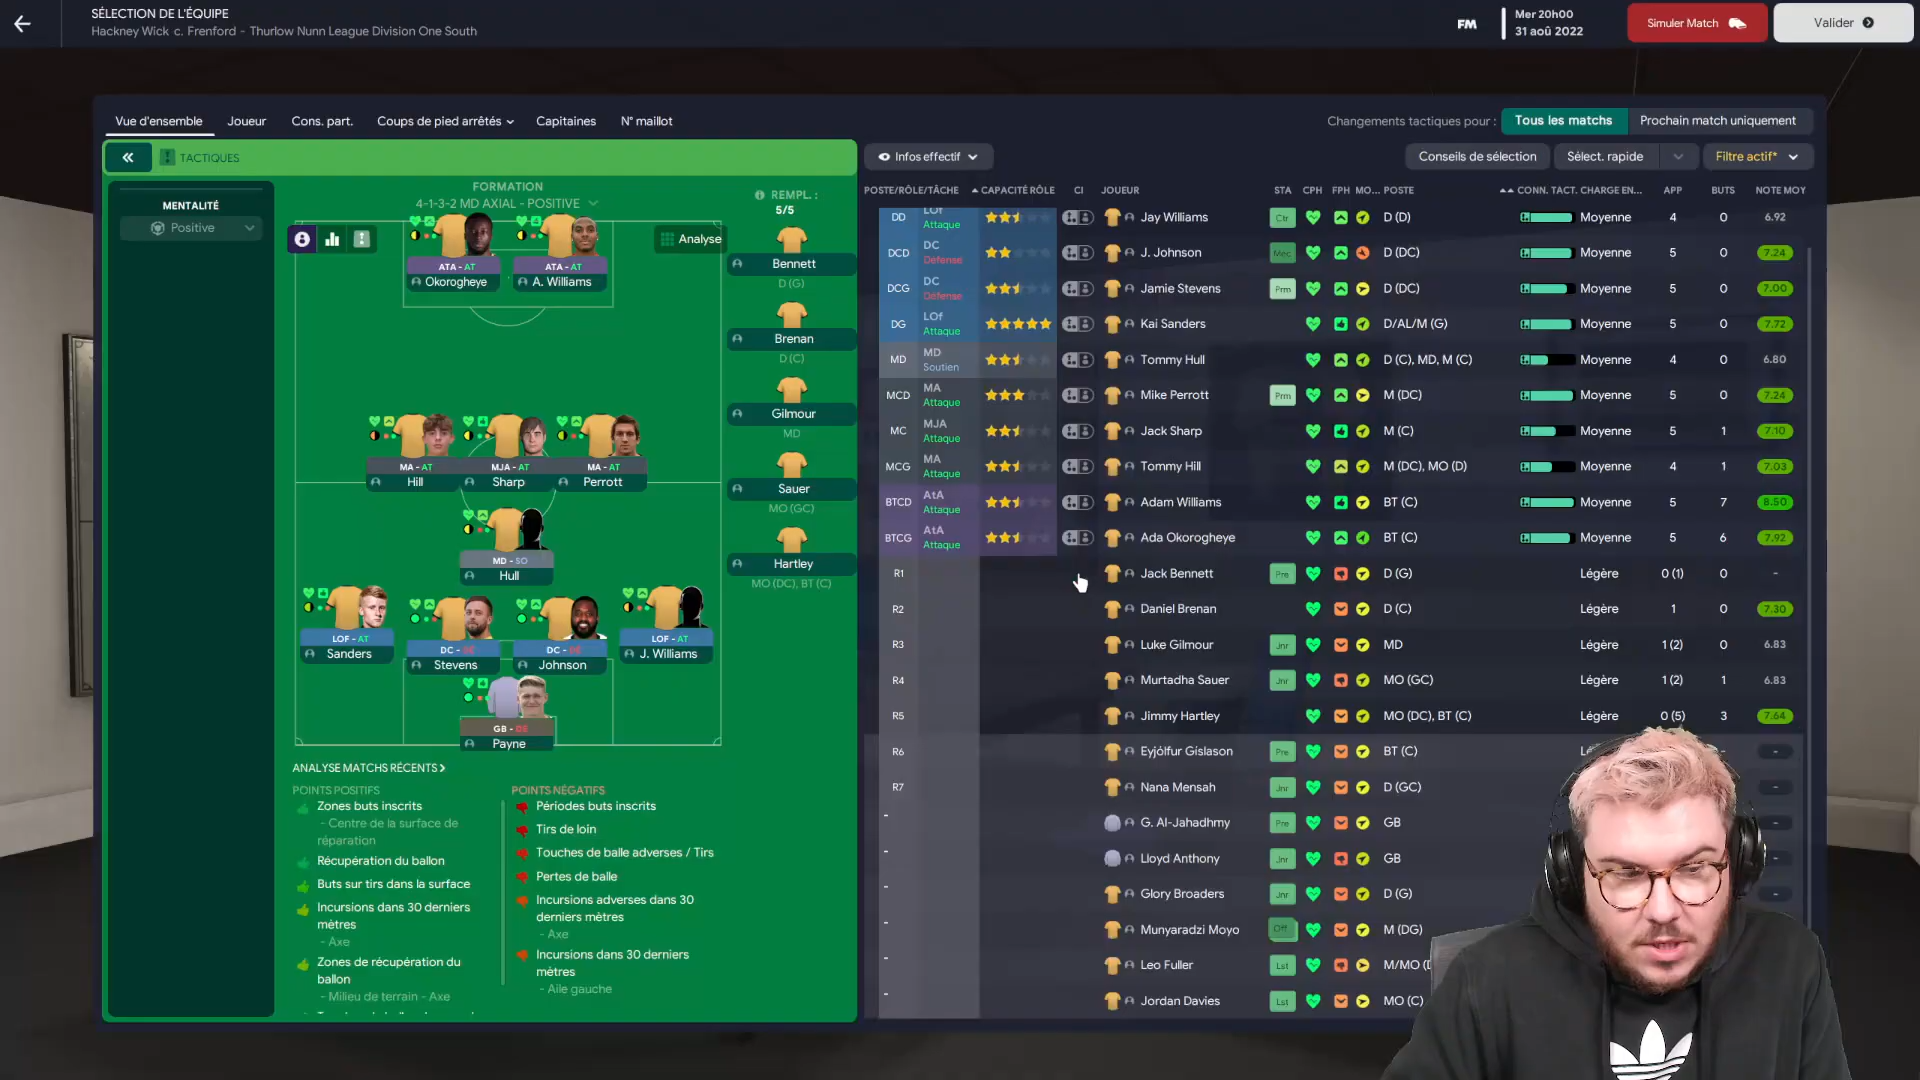 SÉLECTION DE L'ÉQUIPE
Hackney Wick c. Frenford - Thurlow Nunn League Division One South
FM
Mer 20h00
31 aoû 2022
Simuler Match
Valider
Vue d'ensemble
Joueur
Cons. part.
Coups de pied arrêtés
Capitaines
N° maillot
Changements tactiques pour :
Tous les matchs
Prochain match uniquement
TACTIQUES
Infos effectif
Conseils de sélection
Sélect. rapide
Filtre actif*
MENTALITÉ
Positive
FORMATION
4-1-3-2 MD AXIAL - POSITIVE
REMPL. :
5/5
Analyse
ATA - AT
Okorogheye
ATA - AT
A. Williams
MA - AT
Hill
MJA - AT
Sharp
MA - AT
Perrott
MD - SO
Hull
LOF - AT
Sanders
DC - DÉ
Stevens
DC - DÉ
Johnson
LOF - AT
J. Williams
GB - DÉ
Payne
Bennett
D (G)
Brenan
D (C)
Gilmour
MD
Sauer
MO (GC)
Hartley
MO (DC), BT (C)
ANALYSE MATCHS RÉCENTS
POINTS POSITIFS
Zones buts inscrits
- Centre de la surface de
réparation
Récupération du ballon
Buts sur tirs dans la surface
Incursions dans 30 derniers
mètres
- Axe
Zones de récupération du
ballon
- Milieu de terrain - Axe
POINTS NÉGATIFS
Périodes buts inscrits
Tirs de loin
Touches de balle adverses / Tirs
Pertes de balle
Incursions adverses dans 30
derniers mètres
- Axe
Incursions dans 30 derniers
mètres
- Aile gauche
POSTE/RÔLE/TÂCHE CAPACITÉ RÔLE CI JOUEUR STA CPH FPH MO... POSTE CONN. TACT. CHARGE EN... APP BUTS NOTE MOY
DD LOf Attaque Jay Williams Ctr D (D) Moyenne 4 0 6.92
DCD DC Défense J. Johnson Mec D (DC) Moyenne 5 0 7.24
DCG DC Défense Jamie Stevens Prm D (DC) Moyenne 5 0 7.00
DG LOf Attaque Kai Sanders D/AL/M (G) Moyenne 5 0 7.72
MD MD Soutien Tommy Hull D (C), MD, M (C) Moyenne 4 0 6.80
MCD MA Attaque Mike Perrott Prm M (DC) Moyenne 5 0 7.24
MC MJA Attaque Jack Sharp M (C) Moyenne 5 1 7.10
MCG MA Attaque Tommy Hill M (DC), MO (D) Moyenne 4 1 7.03
BTCD AtA Attaque Adam Williams BT (C) Moyenne 5 7 8.50
BTCG AtA Attaque Ada Okorogheye BT (C) Moyenne 5 6 7.92
R1 Jack Bennett Pre D (G) Légère 0 (1) 0 -
R2 Daniel Brenan D (C) Légère 1 0 7.30
R3 Luke Gilmour Jnr MD Légère 1 (2) 0 6.83
R4 Murtadha Sauer Jnr MO (GC) Légère 1 (2) 1 6.83
R5 Jimmy Hartley MO (DC), BT (C) Légère 0 (5) 3 7.64
R6 Eyjólfur Gíslason Pre BT (C) -
R7 Nana Mensah Jnr D (GC) -
- G. Al-Jahadhmy Pre GB -
- Lloyd Anthony Jnr GB -
- Glory Broaders Jnr D (G) -
- Munyaradzi Moyo Off M (DG)
- Leo Fuller Lst
- Jordan Davies Lst MO (C)